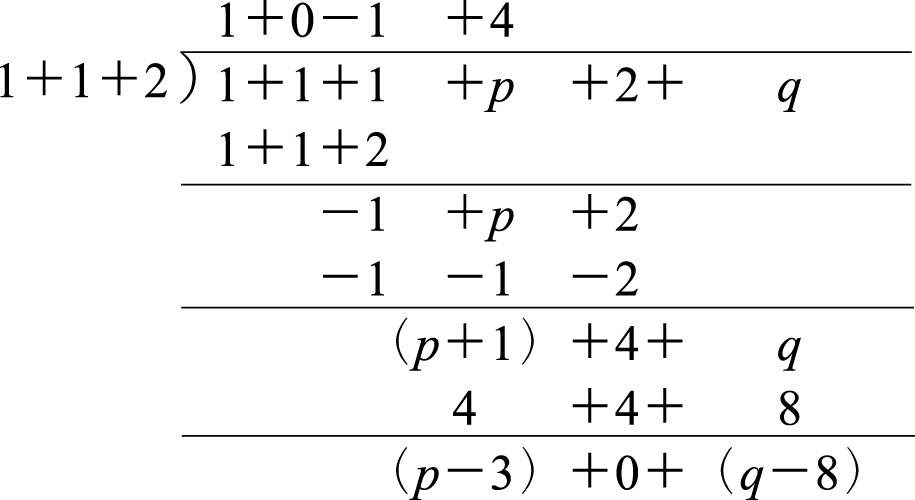 1+0−1 +4
1+1+2)1+1+1 +p +2+ q
1+1+2
−1 +p +2
−1 −1 −2
(p+1) +4+ q
4 +4+ 8
(p−3) +0+ (q−8)